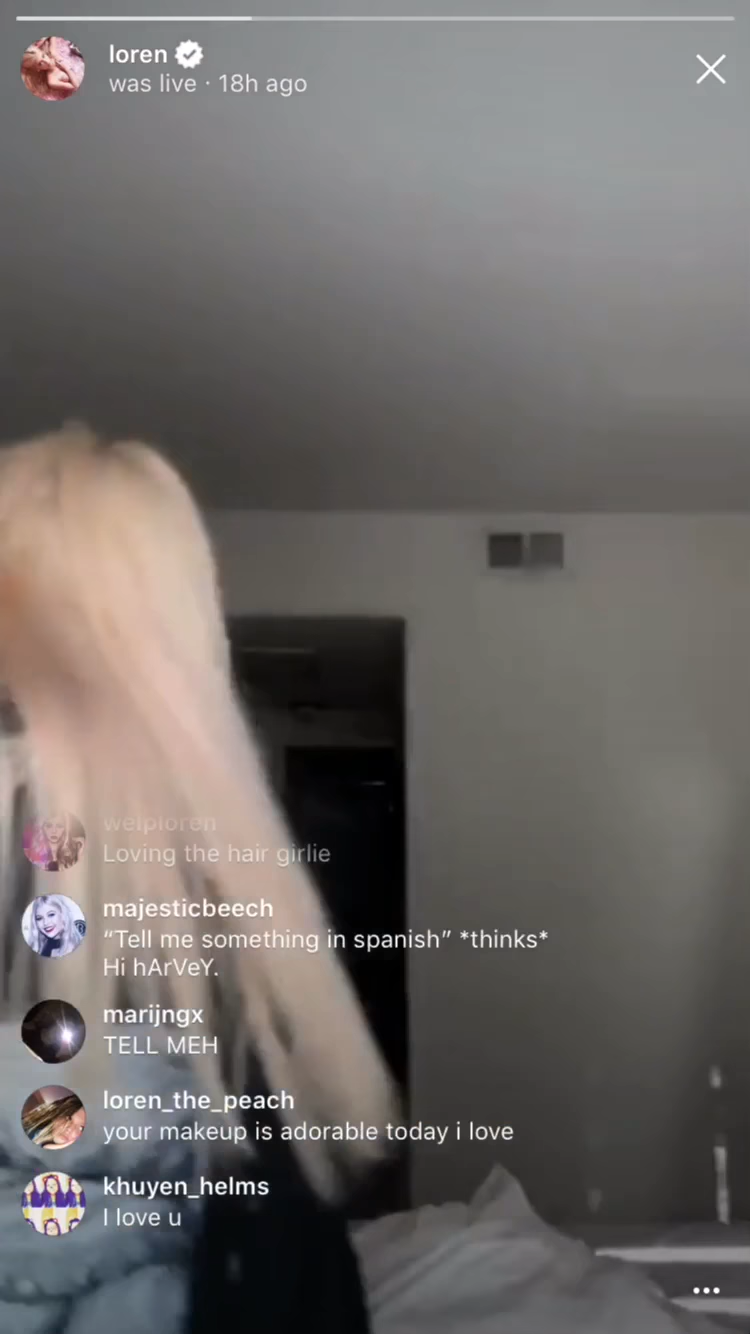 loren
was live · 18h ago
welploren
Loving the hair girlie
majesticbeech
“Tell me something in spanish” *thinks*
Hi hArVeY.
marijngx
TELL MEH
loren_the_peach
your makeup is adorable today i love
khuyen_helms
I love u